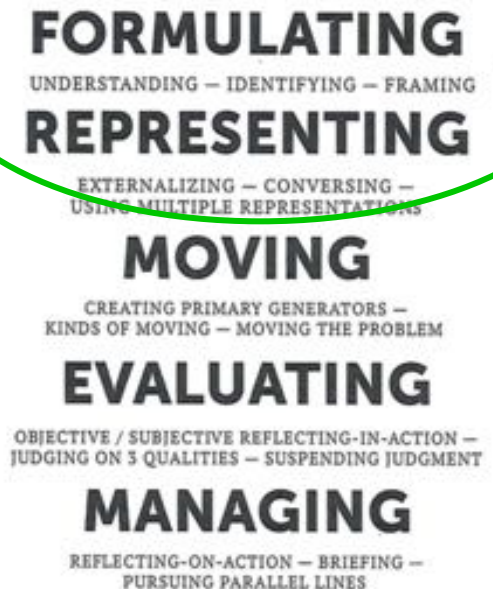 FORMULATING
UNDERSTANDING — IDENTIFYING — FRAMING
REPRESENTING
EXTERNALIZING — CONVERSING —
USING MULTIPLE REPRESENTATIONS
MOVING
CREATING PRIMARY GENERATORS —
KINDS OF MOVING — MOVING THE PROBLEM
EVALUATING
OBJECTIVE / SUBJECTIVE REFLECTING-IN-ACTION —
JUDGING ON 3 QUALITIES — SUSPENDING JUDGMENT
MANAGING
REFLECTING-ON-ACTION — BRIEFING —
PURSUING PARALLEL LINES